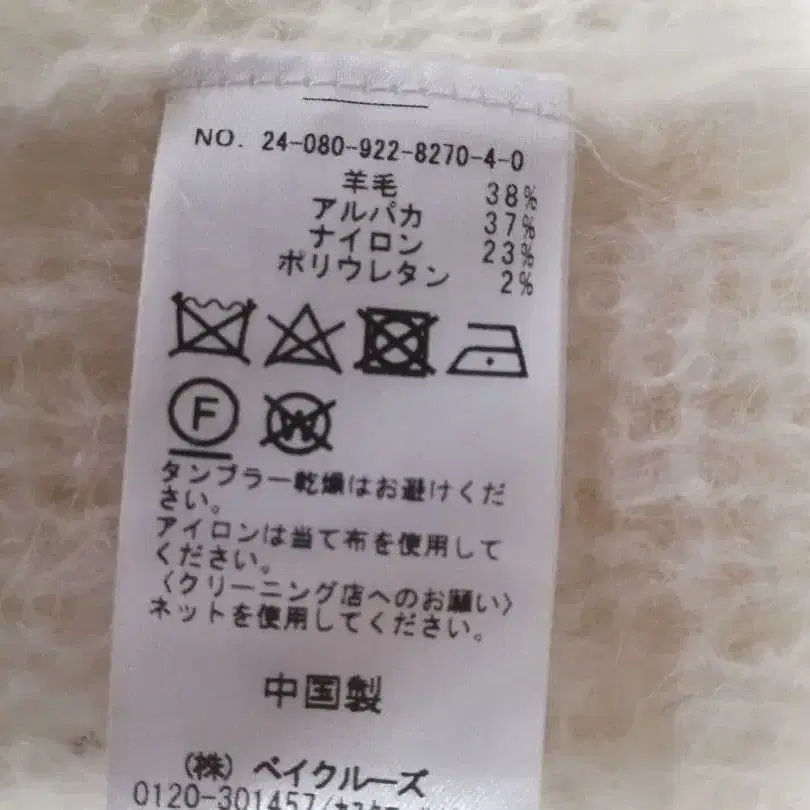 NO. 24-080-922-8270-4-0
羊毛 38%
アルパカ 37%
ナイロン 23%
ポリウレタン 2%
F
W
タンブラー乾燥はお避けくだ
さい。
アイロンは当て布を使用して
ください。
〈クリーニング店へのお願い〉
ネットを使用してください。
中国製
(株) ベイクルーズ
0120-301457